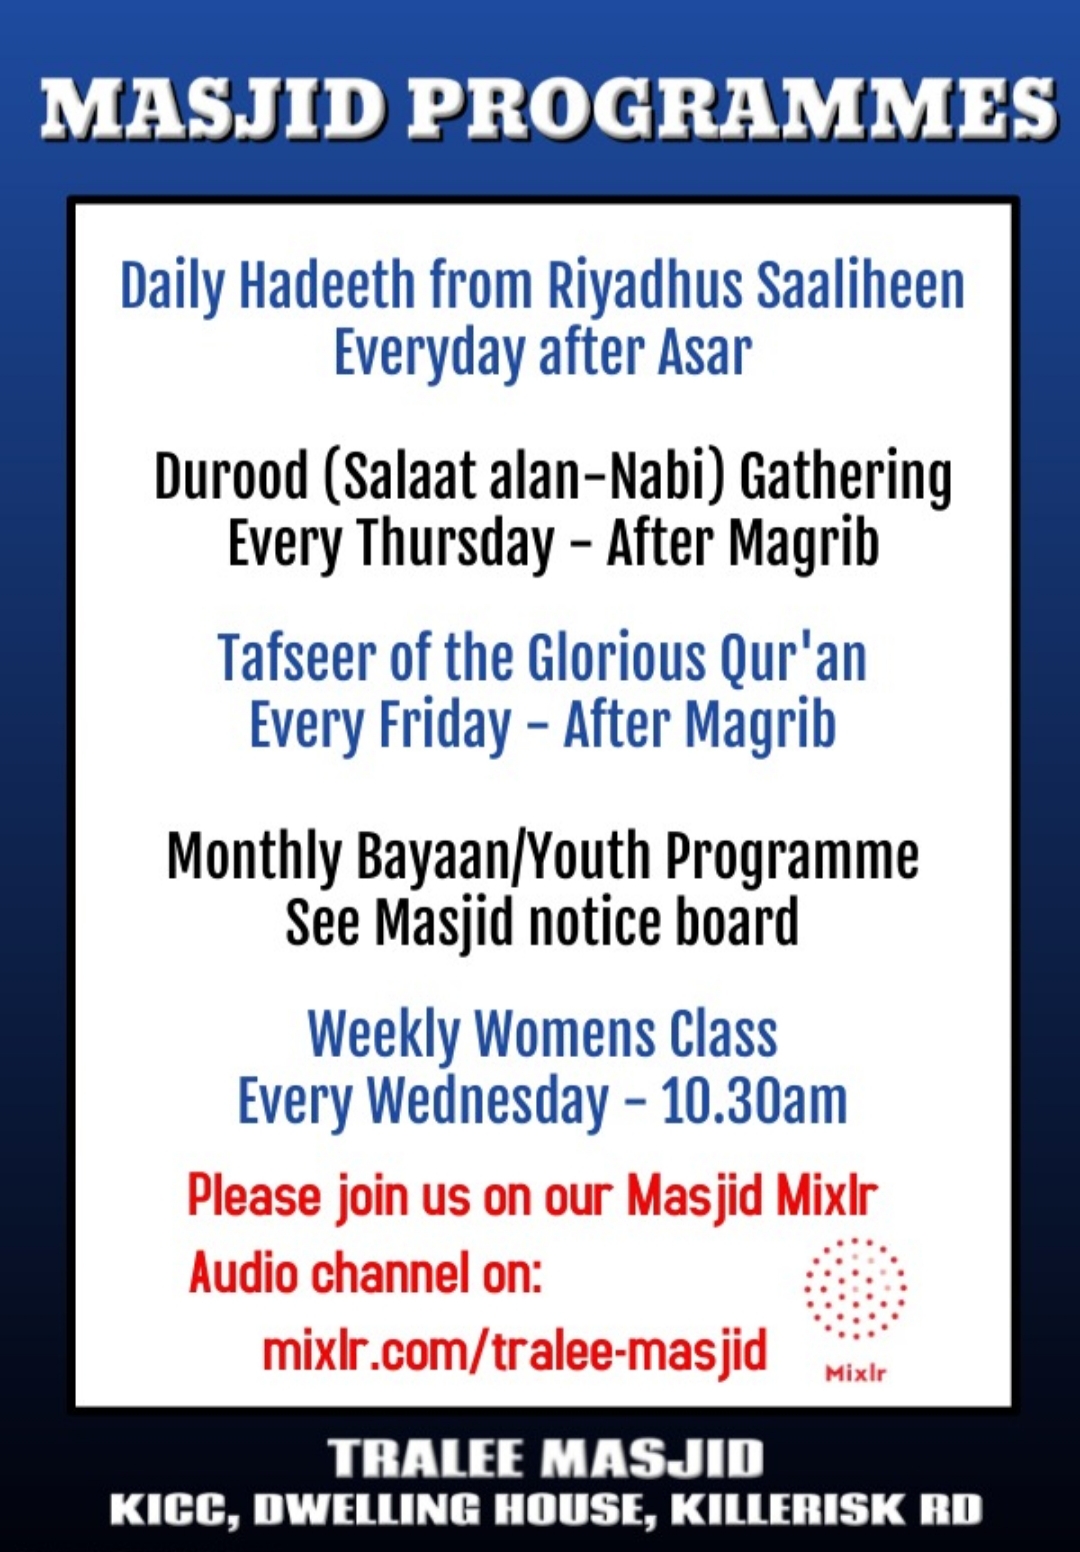 MASJID PROGRAMMES
Daily Hadeeth from Riyadhus Saaliheen
Everyday after Asar
Durood (Salaat alan-Nabi) Gathering
Every Thursday - After Magrib
Tafseer of the Glorious Qur'an
Every Friday - After Magrib
Monthly Bayaan/Youth Programme
See Masjid notice board
Weekly Womens Class
Every Wednesday - 10.30am
Please join us on our Masjid Mixlr
Audio channel on:
mixlr.com/tralee-masjid
Mixlr
TRALEE MASJID
KICC, DWELLING HOUSE, KILLERISK RD